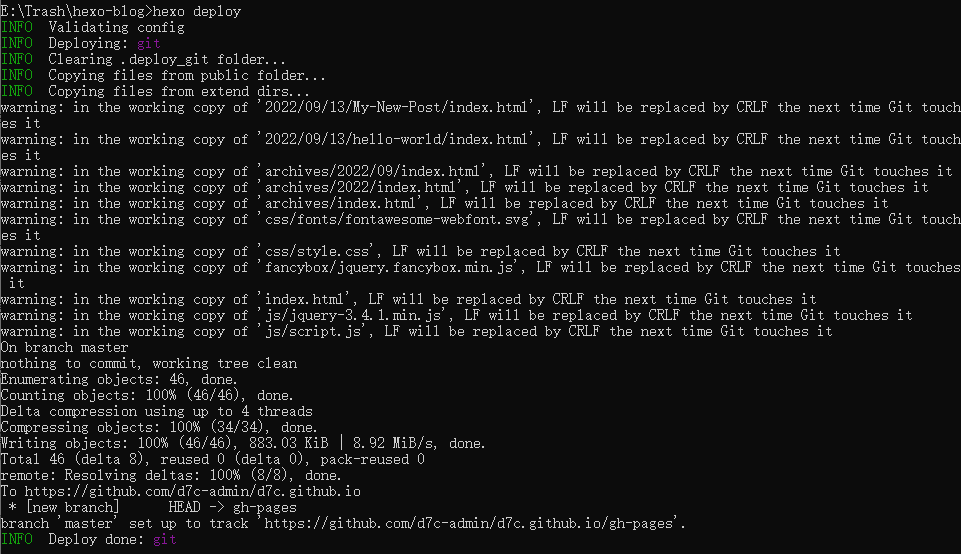 E:\Trash\hexo-blog>hexo deploy
INFO  Validating config
INFO  Deploying: git
INFO  Clearing .deploy_git folder...
INFO  Copying files from public folder...
INFO  Copying files from extend dirs...
warning: in the working copy of '2022/09/13/My-New-Post/index.html', LF will be replaced by CRLF the next time Git touch
es it
warning: in the working copy of '2022/09/13/hello-world/index.html', LF will be replaced by CRLF the next time Git touch
es it
warning: in the working copy of 'archives/2022/09/index.html', LF will be replaced by CRLF the next time Git touches it
warning: in the working copy of 'archives/2022/index.html', LF will be replaced by CRLF the next time Git touches it
warning: in the working copy of 'archives/index.html', LF will be replaced by CRLF the next time Git touches it
warning: in the working copy of 'css/fonts/fontawesome-webfont.svg', LF will be replaced by CRLF the next time Git touch
es it
warning: in the working copy of 'css/style.css', LF will be replaced by CRLF the next time Git touches it
warning: in the working copy of 'fancybox/jquery.fancybox.min.js', LF will be replaced by CRLF the next time Git touches
 it
warning: in the working copy of 'index.html', LF will be replaced by CRLF the next time Git touches it
warning: in the working copy of 'js/jquery-3.4.1.min.js', LF will be replaced by CRLF the next time Git touches it
warning: in the working copy of 'js/script.js', LF will be replaced by CRLF the next time Git touches it
On branch master
nothing to commit, working tree clean
Enumerating objects: 46, done.
Counting objects: 100% (46/46), done.
Delta compression using up to 4 threads
Compressing objects: 100% (34/34), done.
Writing objects: 100% (46/46), 883.03 KiB | 8.92 MiB/s, done.
Total 46 (delta 8), reused 0 (delta 0), pack-reused 0
remote: Resolving deltas: 100% (8/8), done.
To https://github.com/d7c-admin/d7c.github.io
 * [new branch]      HEAD -> gh-pages
branch 'master' set up to track 'https://github.com/d7c-admin/d7c.github.io/gh-pages'.
INFO  Deploy done: git